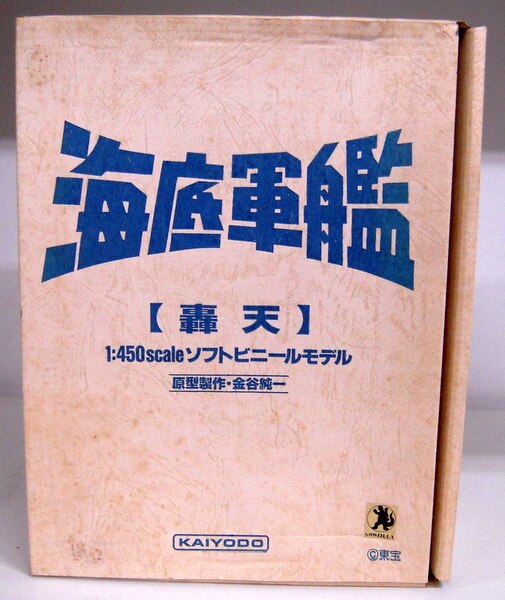 海底軍艦
【轟天】
1:450scaleソフトビニールモデル
原型製作・金谷純一
KAIYODO
GODZILLA
©東宝